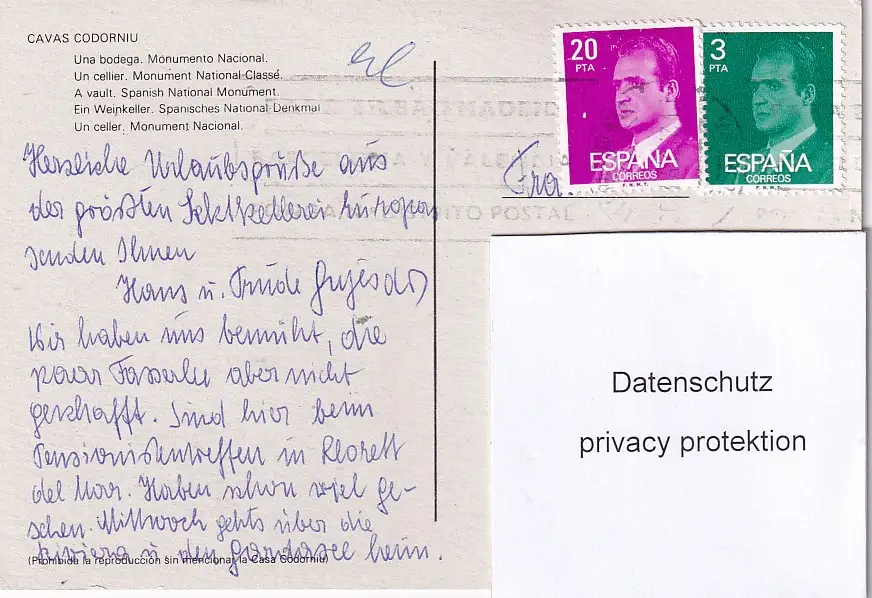 CAVAS CODORNIU
Una bodega. Monumento Nacional.
Un cellier. Monument National Classé.
A vault. Spanish National Monument.
Ein Weinkeller. Spanisches National-Denkmal
Un celler. Monument Nacional.
Herzliche Urlaubsgrüße aus
der größten Sektkellerei Europas
senden Ihnen
Hans u. Trude
Wir haben uns bemüht, die
paar Fasserln aber nicht
geschafft. Sind hier beim
Pensionistentreffen in Lloret
del Mar. Haben schon viel ge-
sehen. Mittwoch gehts über die
Riviera u. den Gardasee heim.
(Prohibida la reproducción sin mencionar la Casa Codorniu)
20
PTA
ESPAÑA
CORREOS
F.N.M.T.
3
PTA
ESPAÑA
CORREOS
F.N.M.T.
VALENCIA
POSTAL
Fra.
Datenschutz
privacy protektion